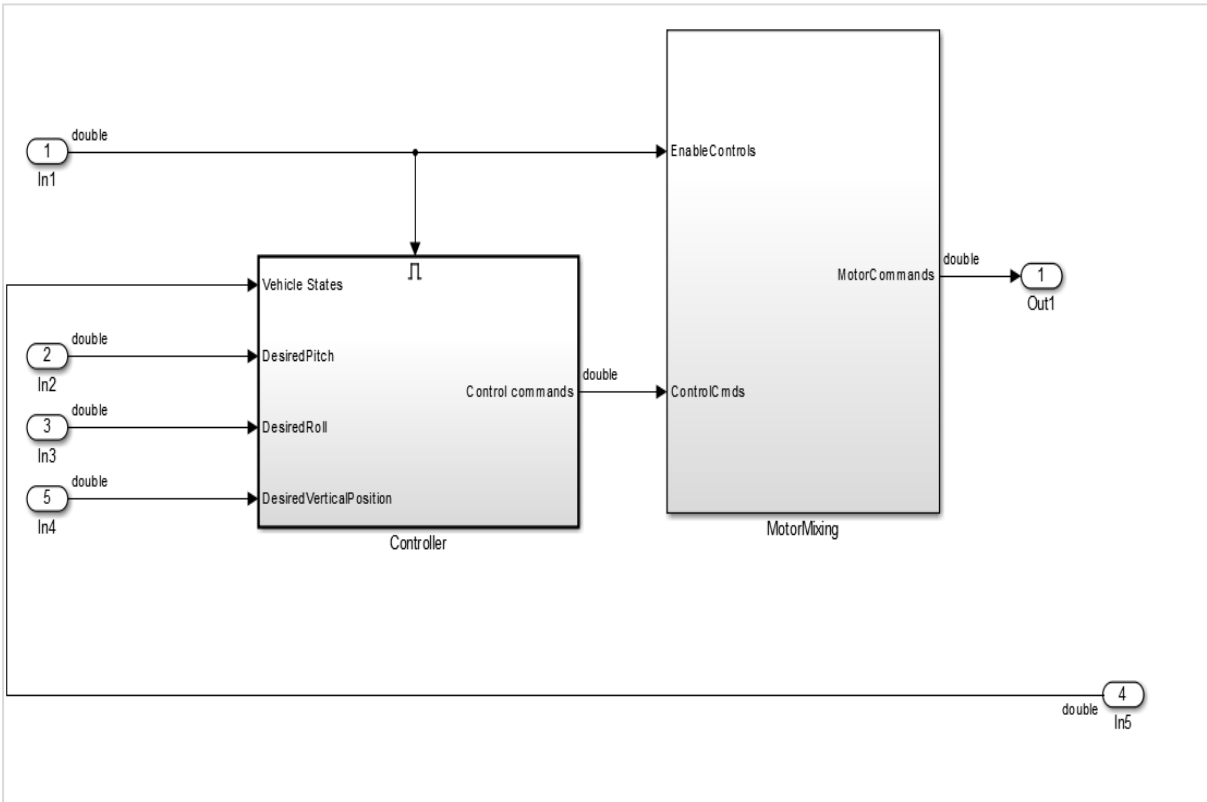 double
1
In1
EnableControls
Vehicle States
double
2
In2
DesiredPitch
double
3
In3
DesiredRoll
double
5
In4
DesiredVerticalPosition
Control commands
double
Controller
ControlCmds
MotorCommands
MotorMixing
double
1
Out1
4
double
In5